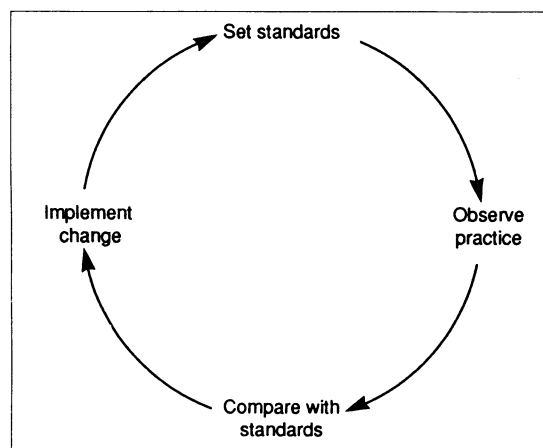 Set standards
Observe
practice
Compare with
standards
Implement
change